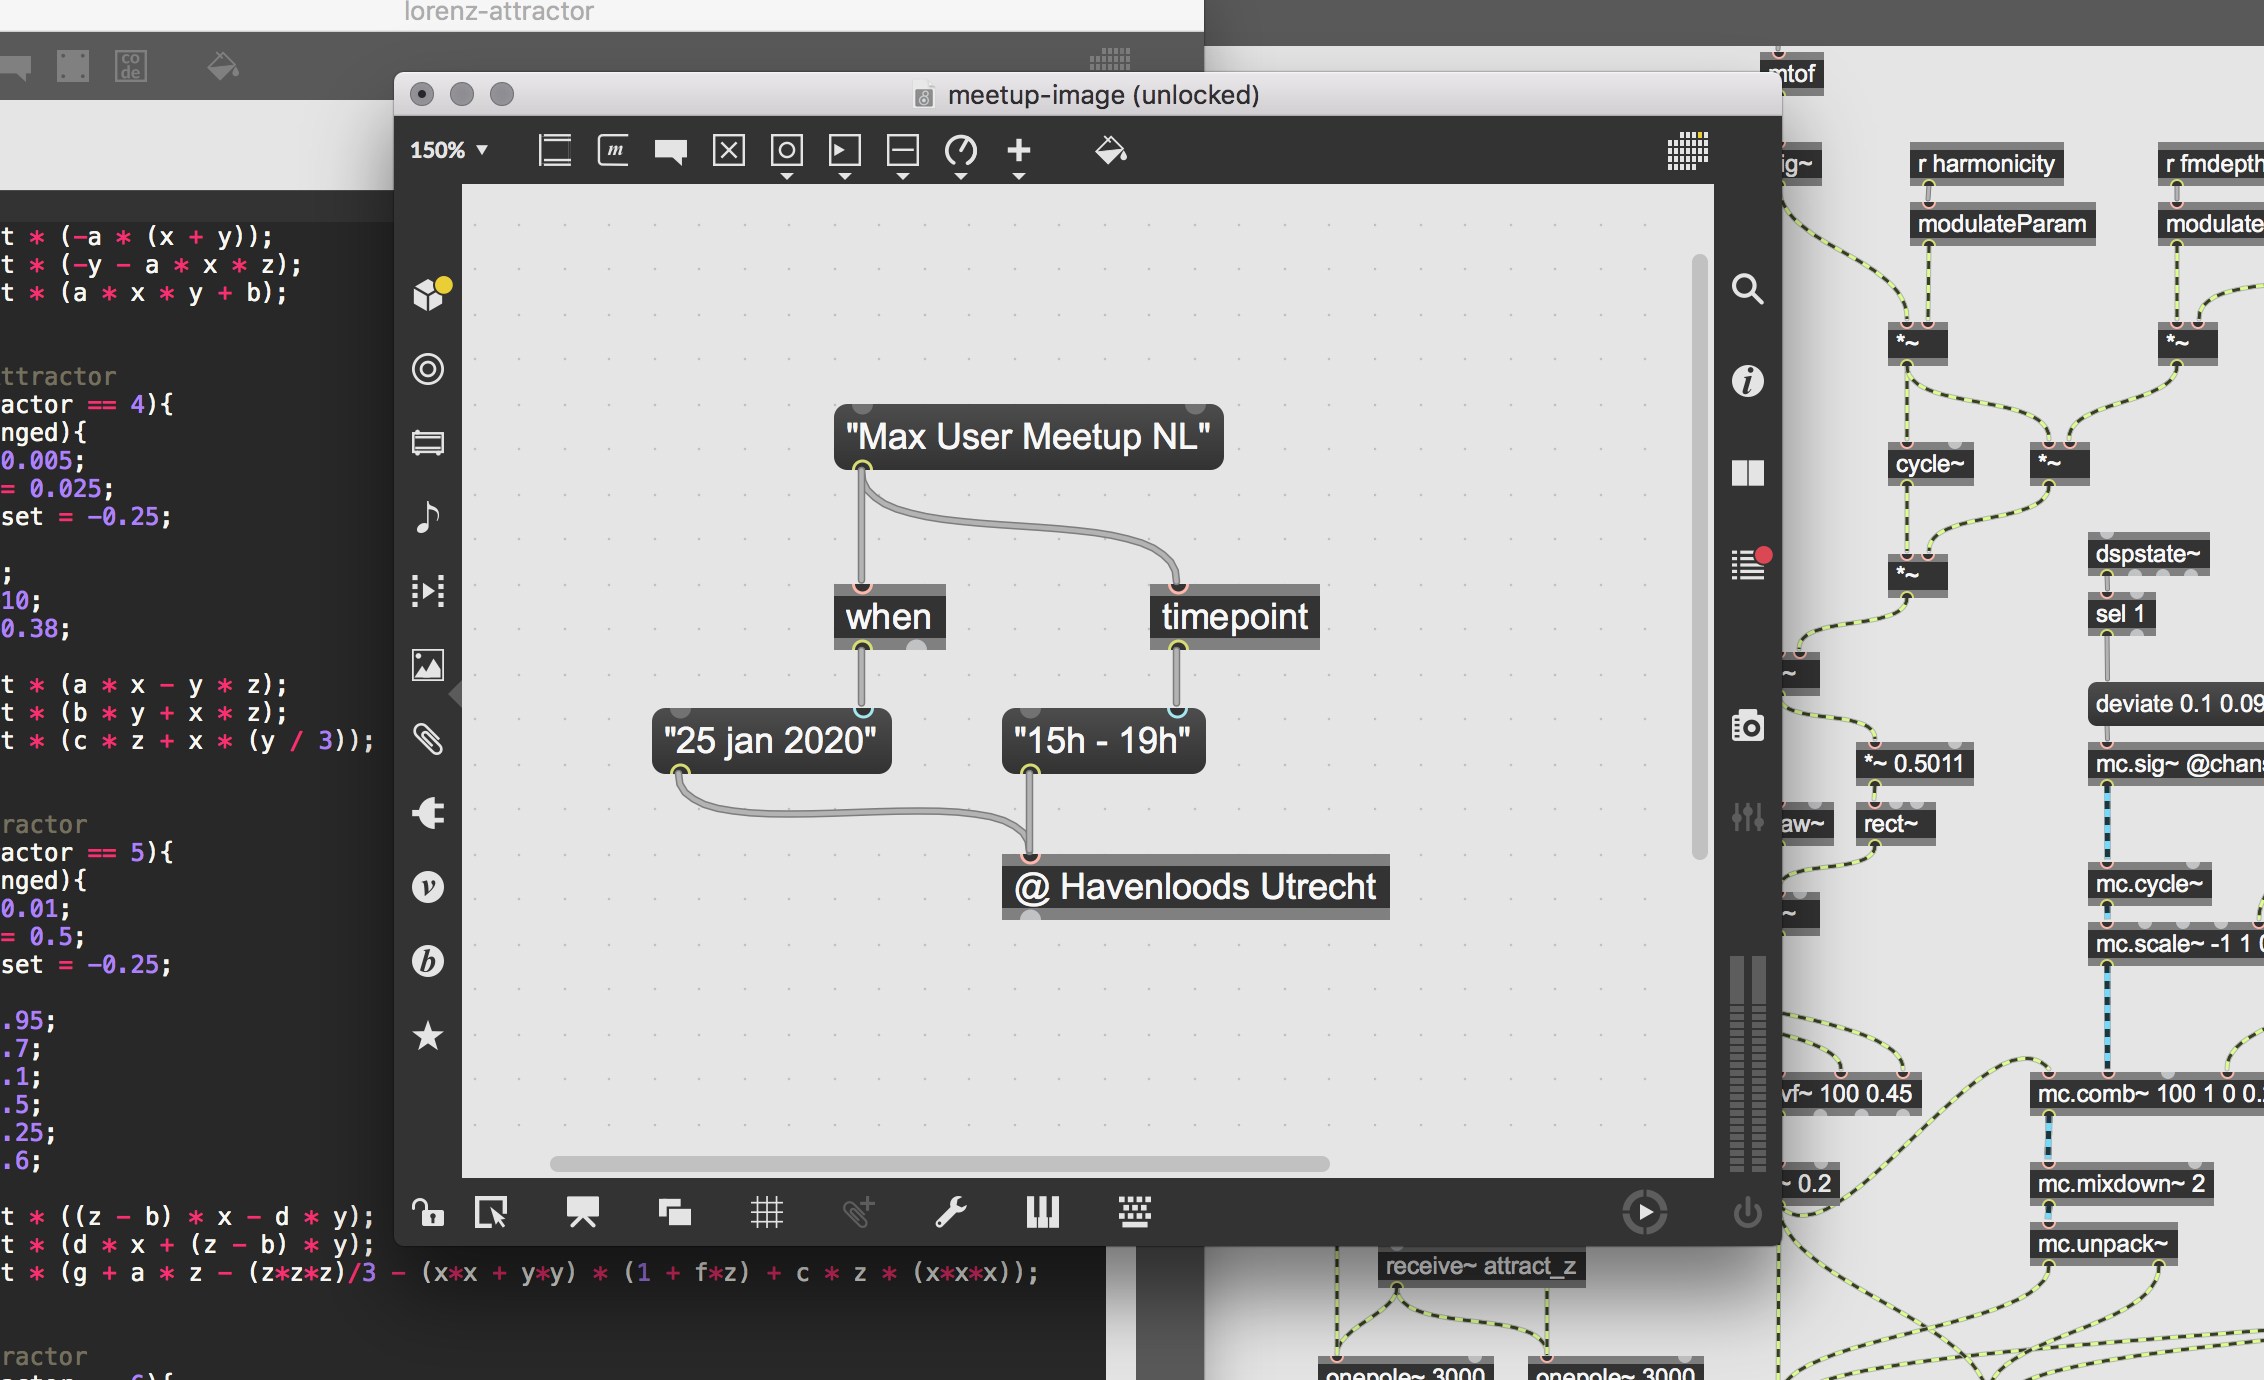 lorenz-attractor
co
de
t * (-a * (x + y));
t * (-y - a * x * z);
t * (a * x * y + b);
ttractor
actor == 4){
nged){
0.005;
= 0.025;
set = -0.25;
;
10;
0.38;
t * (a * x - y * z);
t * (b * y + x * z);
t * (c * z + x * (y / 3));
ractor
actor == 5){
nged){
0.01;
= 0.5;
set = -0.25;
.95;
.7;
.1;
.5;
.25;
.6;
t * ((z - b) * x - d * y);
t * (d * x + (z - b) * y);
t * (g + a * z - (z*z*z)/3 - (x*x + y*y) * (1 + f*z) + c * z * (x*x*x));
ractor
meetup-image (unlocked)
150%
m
"Max User Meetup NL"
when
timepoint
"25 jan 2020"
"15h - 19h"
@ Havenloods Utrecht
i
v
b
mtof
ig~
r harmonicity
r fmdepth
modulateParam
modulate
*~
*~
cycle~
*~
*~
dspstate~
sel 1
~
deviate 0.1 0.09
*~ 0.5011
mc.sig~ @chans
aw~
rect~
mc.cycle~
~
mc.scale~ -1 1 0
vf~ 100 0.45
mc.comb~ 100 1 0 0.
~ 0.2
mc.mixdown~ 2
mc.unpack~
receive~ attract_z
onepole~ 3000
onepole~ 3000